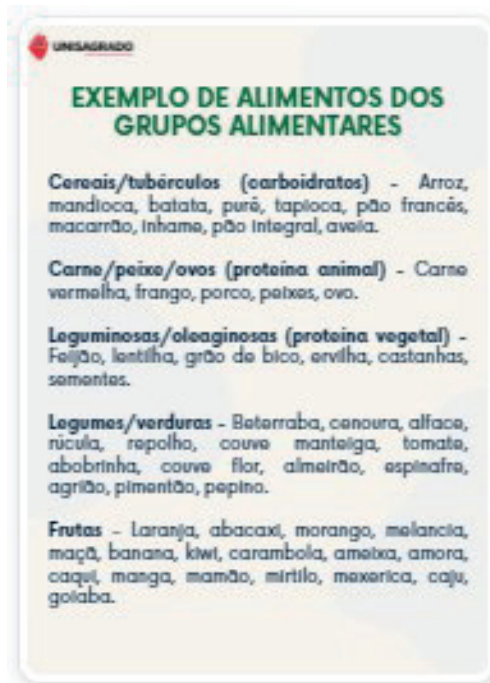 UNISAGRADO
EXEMPLO DE ALIMENTOS DOS
GRUPOS ALIMENTARES
Cereais/tubérculos (carboidratos) - Arroz,
mandioca, batata, purê, tapioca, pão francês,
macarrão, inhame, pão integral, aveia.
Carne/peixe/ovos (proteína animal) - Carne
vermelha, frango, porco, peixes, ovo.
Leguminosas/oleaginosas (proteína vegetal) -
Feijão, lentilha, grão de bico, ervilha, castanhas,
sementes.
Legumes/verduras - Beterraba, cenoura, alface,
rúcula, repolho, couve manteiga, tomate,
abobrinha, couve flor, almeirão, espinafre,
agrião, pimentão, pepino.
Frutas - Laranja, abacaxi, morango, melancia,
maçã, banana, kiwi, carambola, ameixa, amora,
caqui, manga, mamão, mirtilo, mexerica, caju,
goiaba.